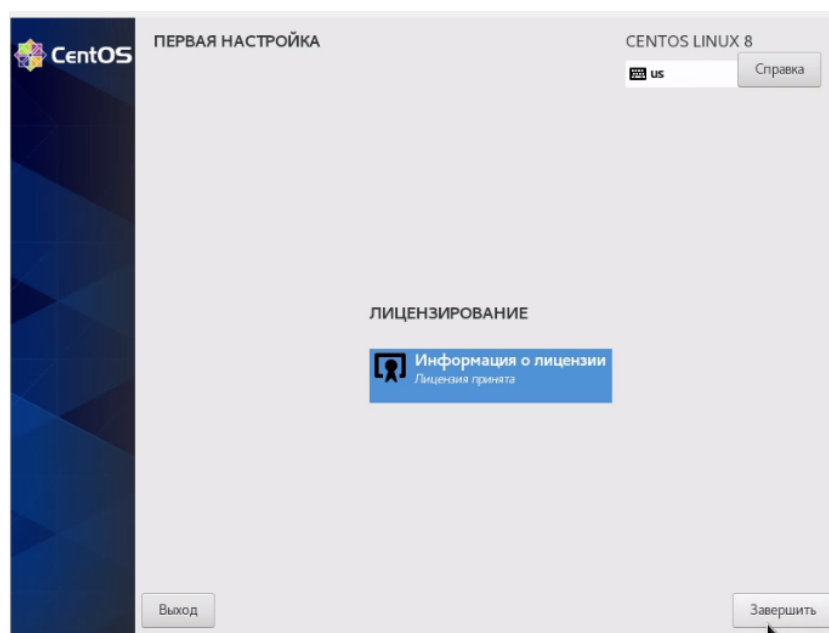 CentOS
ПЕРВАЯ НАСТРОЙКА
CENTOS LINUX 8
us
Справка
ЛИЦЕНЗИРОВАНИЕ
Информация о лицензии
Лицензия принята
Выход
Завершить